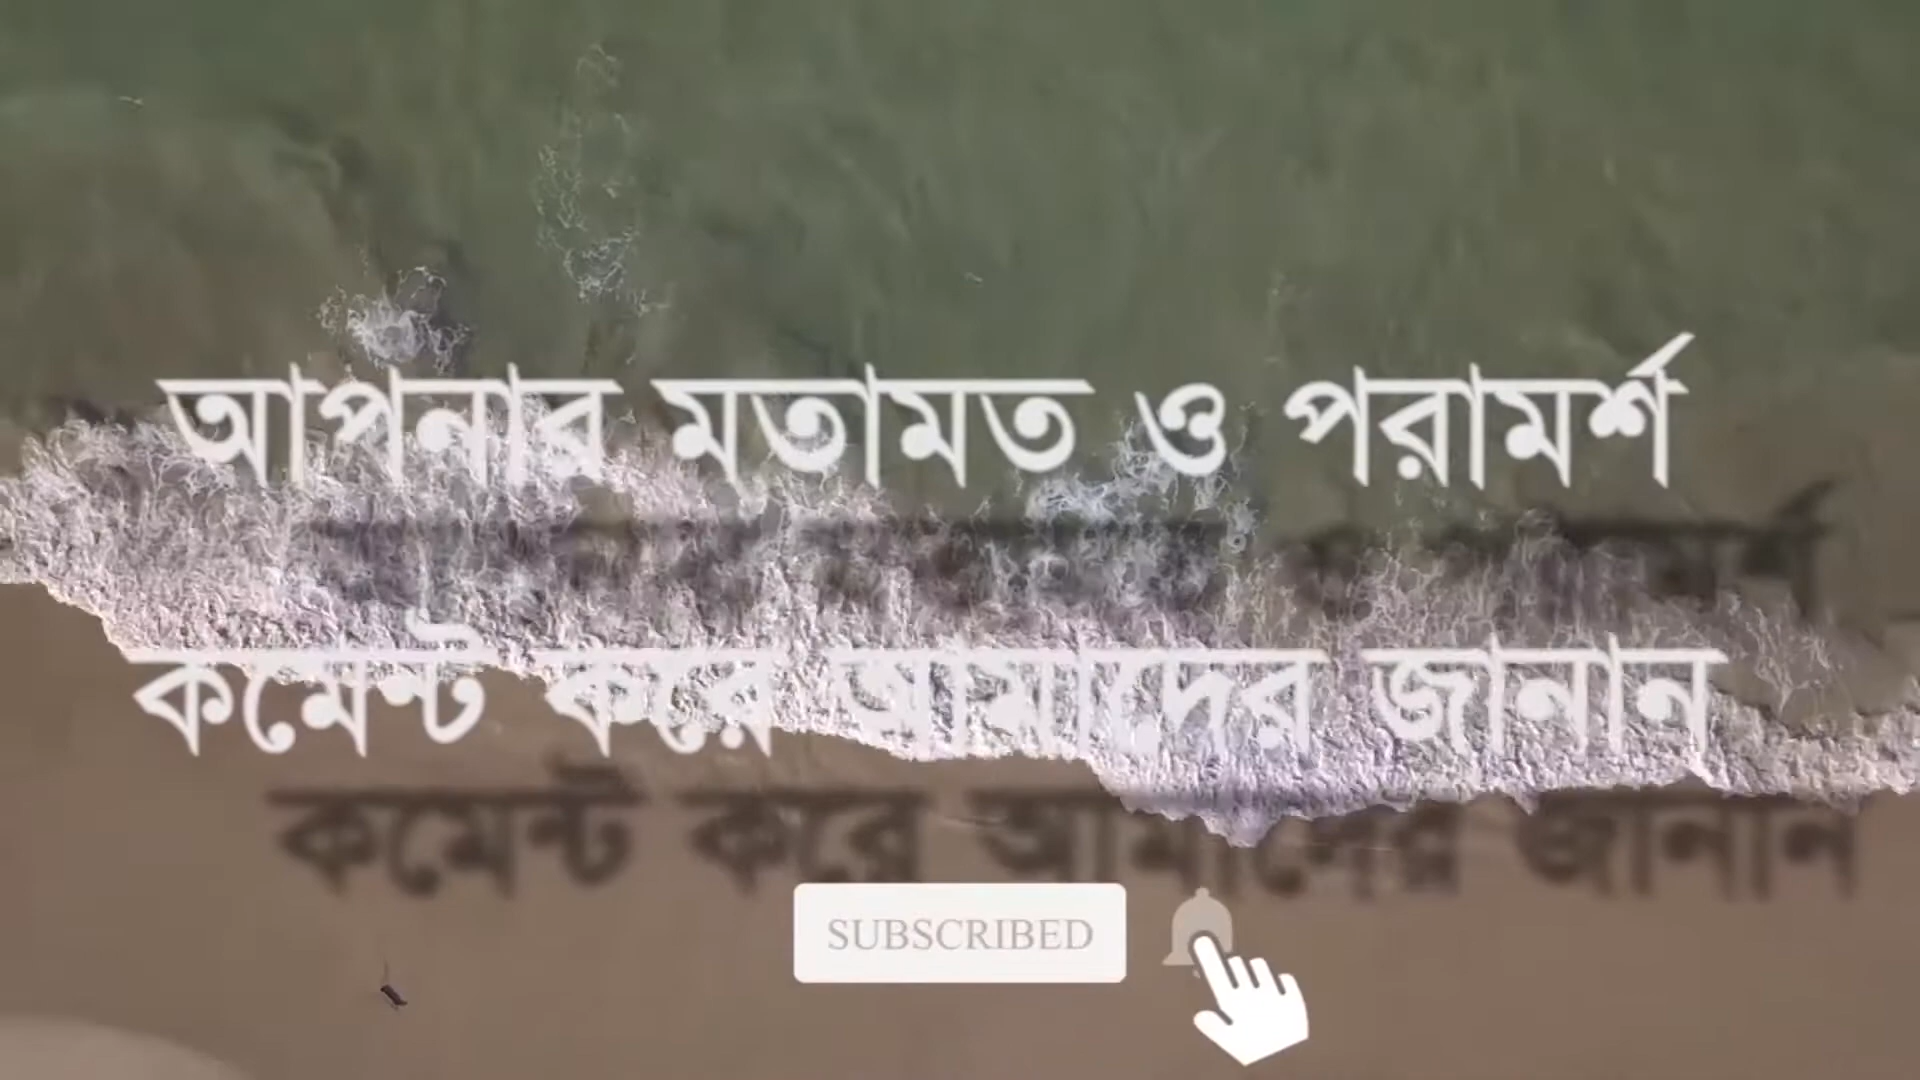 আপনার মতামত ও পরামর্শ
কমেন্ট করে আমাদের জানান
SUBSCRIBED